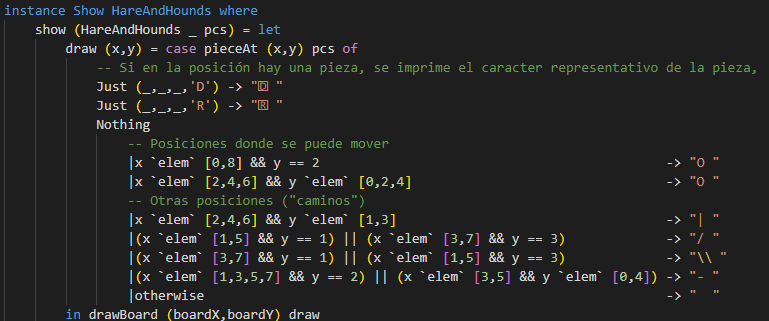 instance Show HareAndHounds where
    show (HareAndHounds _ pcs) = let
        draw (x,y) = case pieceAt (x,y) pcs of
            -- Si en la posición hay una pieza, se imprime el caracter representativo de la pieza,
            Just (_,_,_,'D') -> "🄳 "
            Just (_,_,_,'R') -> "🅁 "
            Nothing
                -- Posiciones donde se puede mover
                |x `elem` [0,8] && y == 2                                            -> "O "
                |x `elem` [2,4,6] && y `elem` [0,2,4]                                -> "O "
                -- Otras posiciones ("caminos")
                |x `elem` [2,4,6] && y `elem` [1,3]                                  -> "| "
                |(x `elem` [1,5] && y == 1) || (x `elem` [3,7] && y == 3)            -> "/ "
                |(x `elem` [3,7] && y == 1) || (x `elem` [1,5] && y == 3)            -> "\\ "
                |(x `elem` [1,3,5,7] && y == 2) || (x `elem` [3,5] && y `elem` [0,4]) -> "- "
                |otherwise                                                           -> "  "
        in drawBoard (boardX,boardY) draw